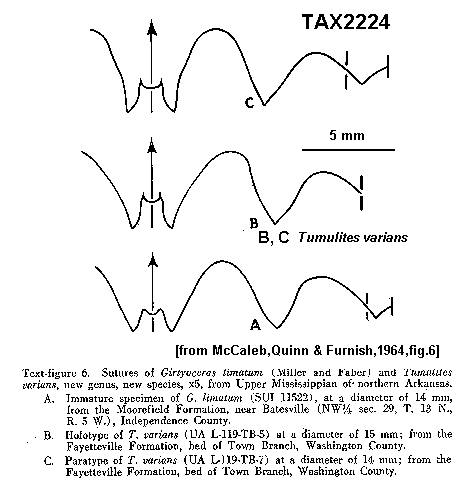 TAX2224
C
5 mm
B
B, C Tumulites varians
A
[from McCaleb,Quinn & Furnish,1964,fig.6]
Text-figure 6. Sutures of Girtyoceras limatum (Miller and Faber) and Tumulites
varians, new genus, new species, x5, from Upper Mississippian of northern Arkansas.
A. Immature specimen of G. limatum (SUI 11522), at a diameter of 14 mm,
from the Moorefield Formation, near Batesville (NW¼ sec. 29, T. 13 N.,
R. 5 W.), Independence County.
B. Holotype of T. varians (UA L-119-TB-5) at a diameter of 15 mm; from the
Fayetteville Formation, bed of Town Branch, Washington County.
C. Paratype of T. varians (UA L-119-TB-7) at a diameter of 14 mm; from the
Fayetteville Formation, bed of Town Branch, Washington County.